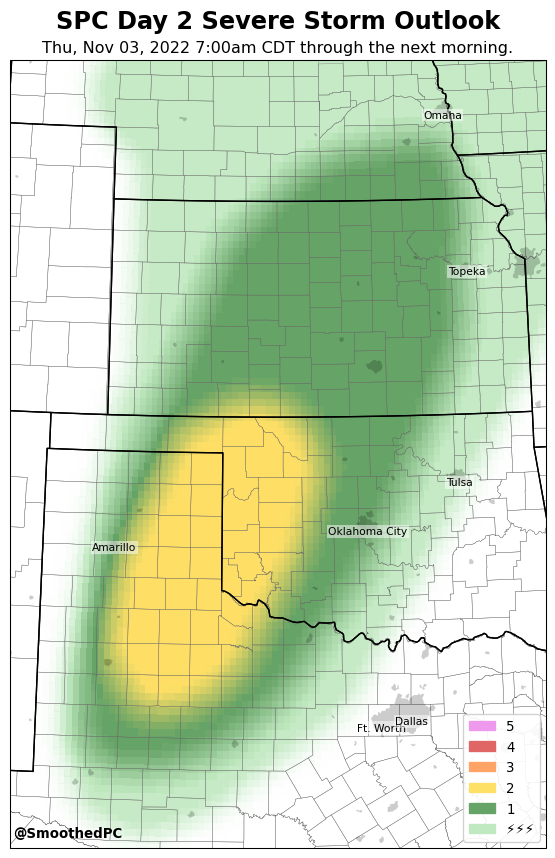 SPC Day 2 Severe Storm Outlook
Thu, Nov 03, 2022 7:00am CDT through the next morning.
Omaha
Topeka
Tulsa
Oklahoma City
Amarillo
Dallas
Ft. Worth
5
4
3
2
1
⚡⚡⚡
@SmoothedPC